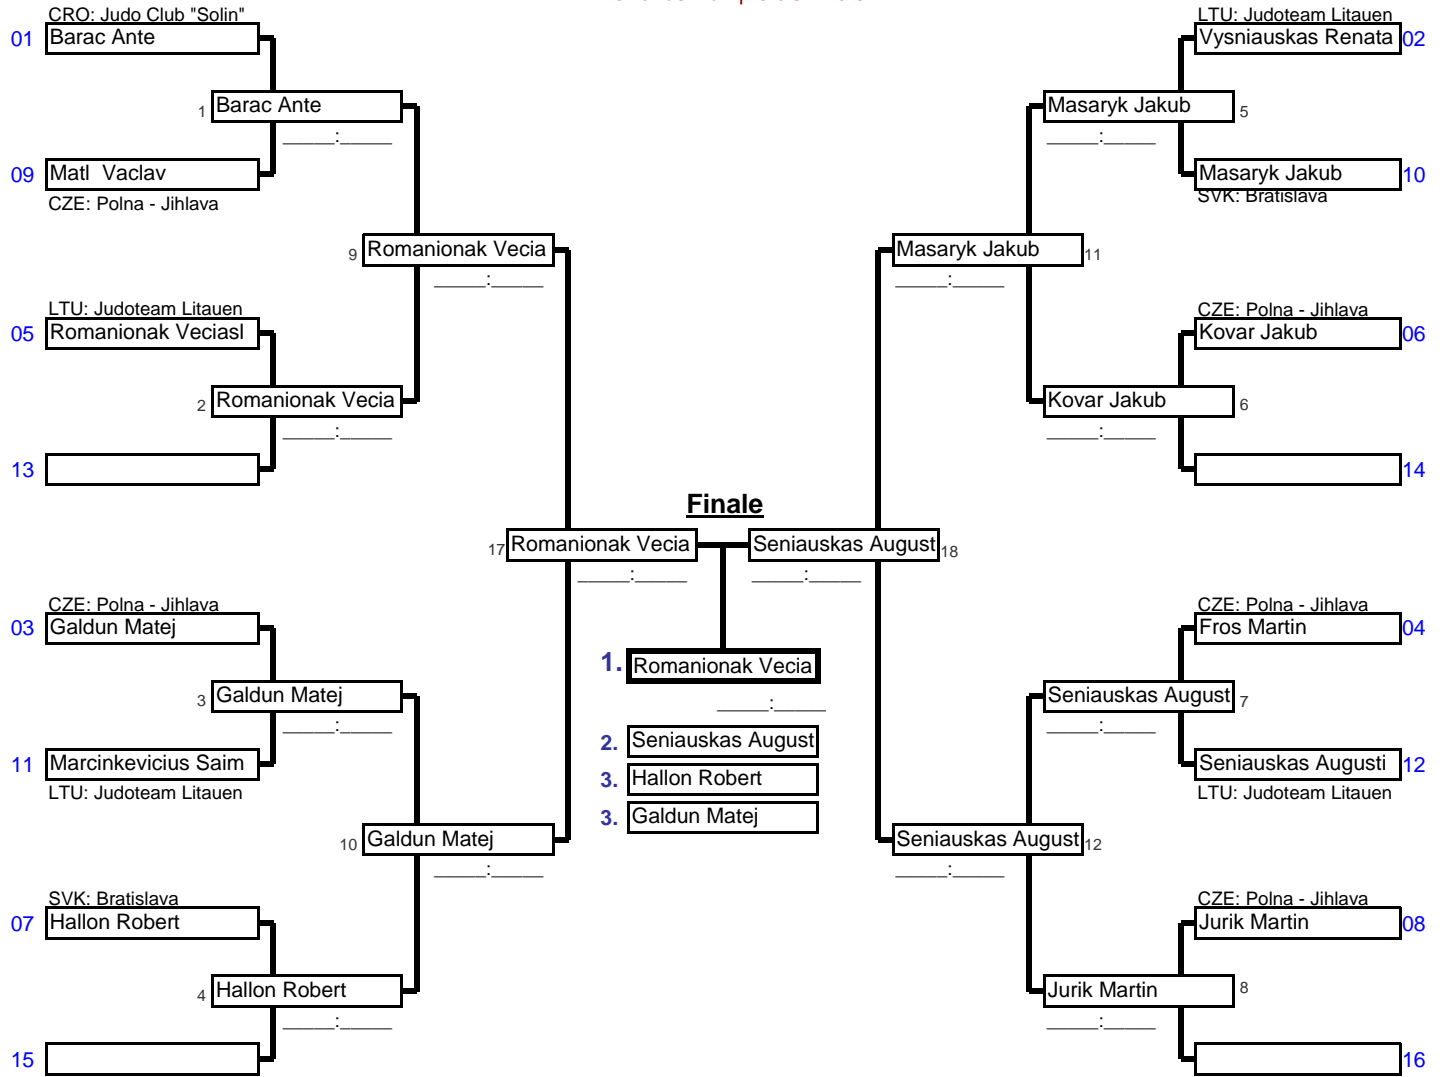 CRO: Judo Club "Solin"
01 Barac Ante
1 Barac Ante
_____:_____
09 Matl  Vaclav
CZE: Polna - Jihlava
9 Romanionak Vecia
_____:_____
LTU: Judoteam Litauen
05 Romanionak Veciasl
2 Romanionak Vecia
_____:_____
13
17 Romanionak Vecia
_____:_____
CZE: Polna - Jihlava
03 Galdun Matej
3 Galdun Matej
_____:_____
11 Marcinkevicius Saim
LTU: Judoteam Litauen
10 Galdun Matej
_____:_____
SVK: Bratislava
07 Hallon Robert
4 Hallon Robert
_____:_____
15
Finale
1. Romanionak Vecia
_____:_____
2. Seniauskas August
3. Hallon Robert
3. Galdun Matej
LTU: Judoteam Litauen
Vysniauskas Renata 02
Masaryk Jakub 5
_____:_____
Masaryk Jakub 10
SVK: Bratislava
Masaryk Jakub 11
_____:_____
CZE: Polna - Jihlava
Kovar Jakub 06
Kovar Jakub 6
_____:_____
14
Seniauskas August 18
_____:_____
CZE: Polna - Jihlava
Fros Martin 04
Seniauskas August 7
_____:_____
Seniauskas Augusti 12
LTU: Judoteam Litauen
Seniauskas August 12
_____:_____
CZE: Polna - Jihlava
Jurik Martin 08
Jurik Martin 8
_____:_____
16